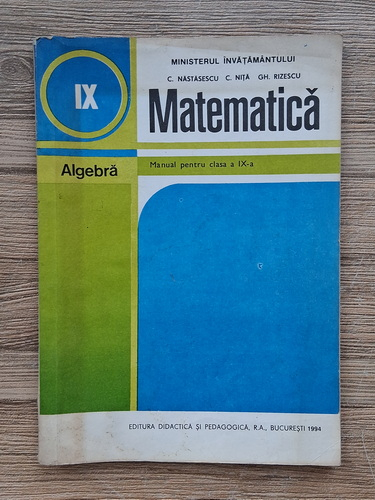 MINISTERUL ÎNVĂȚĂMÂNTULUI
C. NĂSTĂSESCU C. NIȚĂ GH. RIZESCU
IX
Matematică
Manual pentru clasa a IX-a
Algebră
EDITURA DIDACTICĂ ȘI PEDAGOGICĂ, R.A., BUCUREȘTI 1994